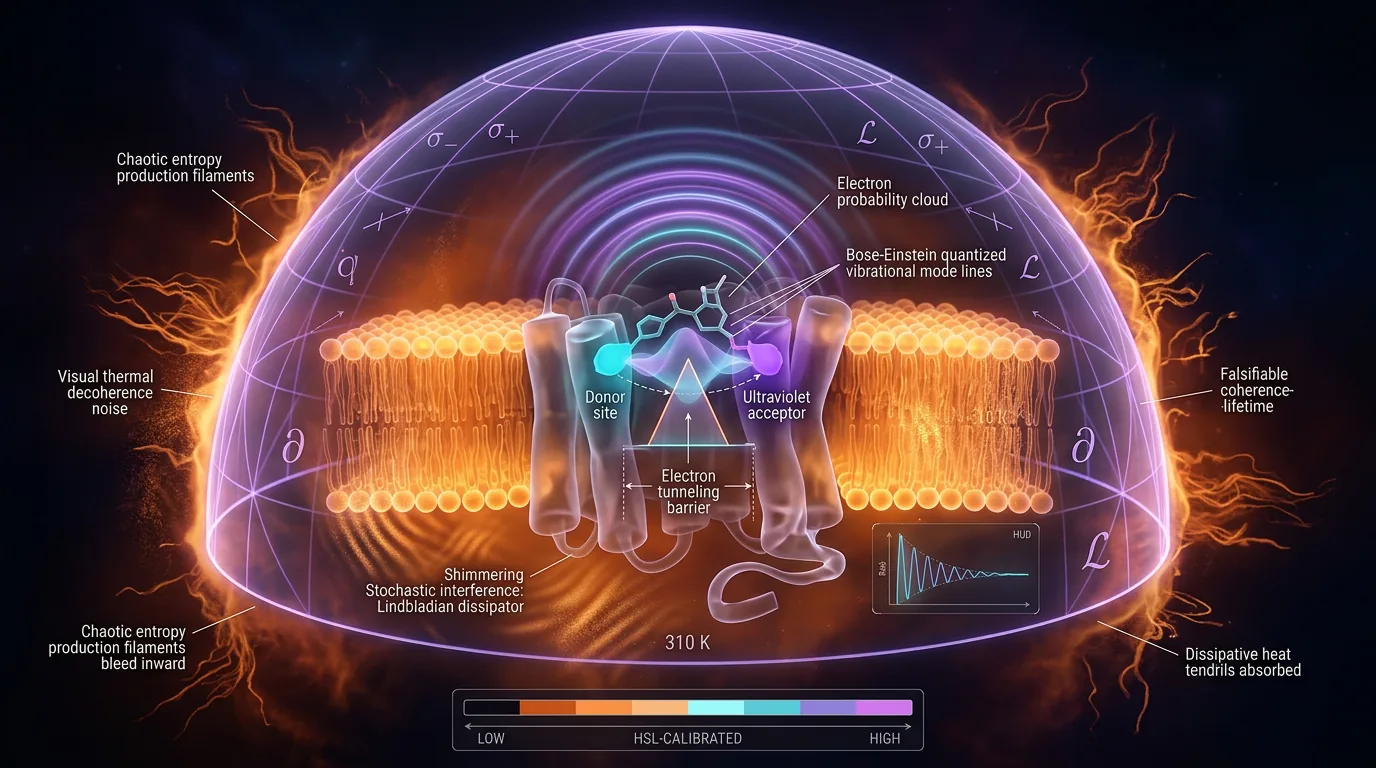 σ₋
σ₊
ℒ
σ₊
Chaotic entropy
production filaments
Electron
probability cloud
Bose-Einstein quantized
vibrational mode lines
ℒ
Visual thermal
decoherence
noise
Donor
site
Ultraviolet
acceptor
Falsifiable
coherence-
-lifetime
∂
∂
Electron
tunneling
barrier
HUD
ℒ
Shimmering
Stochastic interference:
Lindbladian dissipator
310 K
Chaotic entropy
production filaments
bleed inward
Dissipative heat
tendrils absorbed
LOW
HSL-CALIBRATED
HIGH